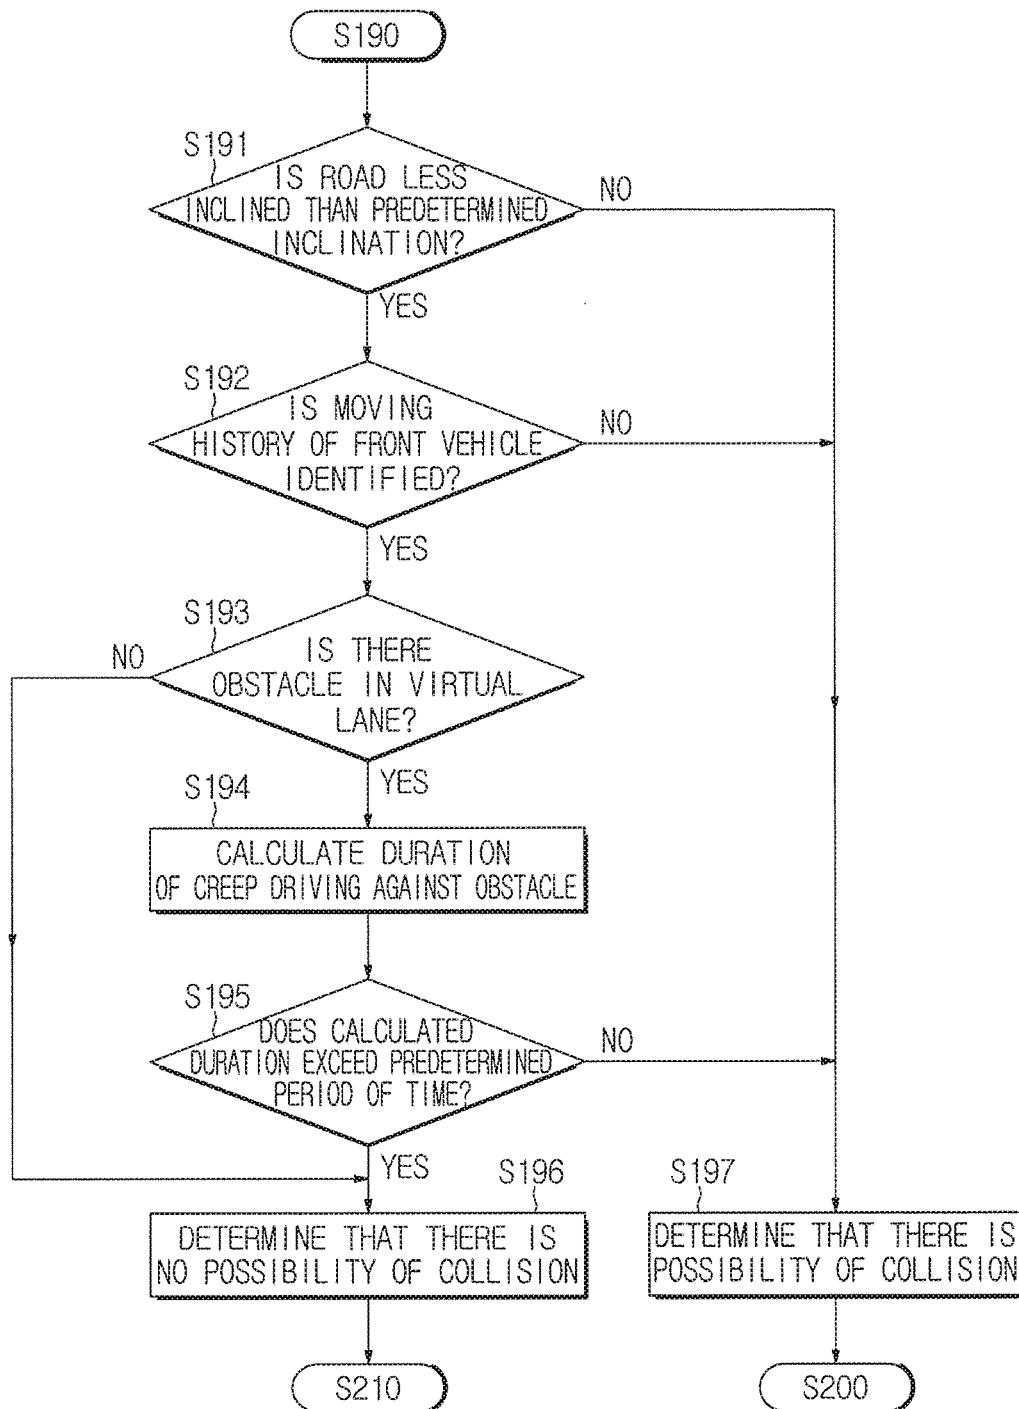 S190
S191
IS ROAD LESS
INCLINED THAN PREDETERMINED
INCLINATION?
NO
YES
S192
IS MOVING
HISTORY OF FRONT VEHICLE
IDENTIFIED?
NO
YES
S193
NO
IS THERE
OBSTACLE IN VIRTUAL
LANE?
YES
S194
CALCULATE DURATION
OF CREEP DRIVING AGAINST OBSTACLE
S195
DOES CALCULATED
DURATION EXCEED PREDETERMINED
PERIOD OF TIME?
NO
YES
S196
DETERMINE THAT THERE IS
NO POSSIBILITY OF COLLISION
S197
DETERMINE THAT THERE IS
POSSIBILITY OF COLLISION
S210
S200